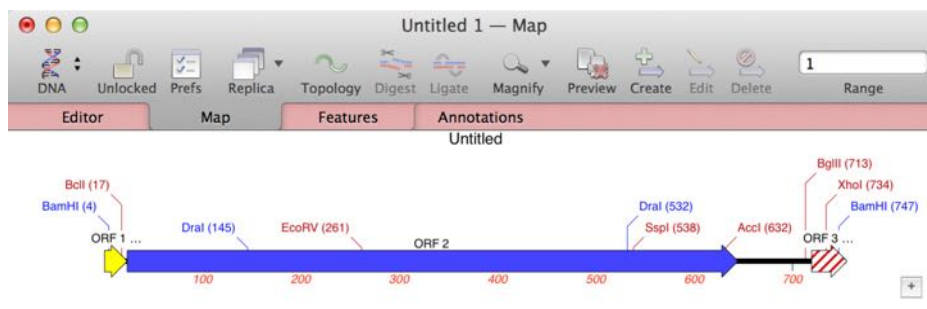 Untitled 1 — Map
DNA Unlocked Prefs Replica Topology Digest Ligate Magnify Preview Create Edit Delete Range
1
Editor Map Features Annotations
Untitled
BglII (713)
BclI (17) XhoI (734)
BamHI (4) DraI (532) BamHI (747)
DraI (145) EcoRV (261) SspI (538) AccI (632)
ORF 1 ... ORF 2 ORF 3 ...
100 200 300 400 500 600 700
+